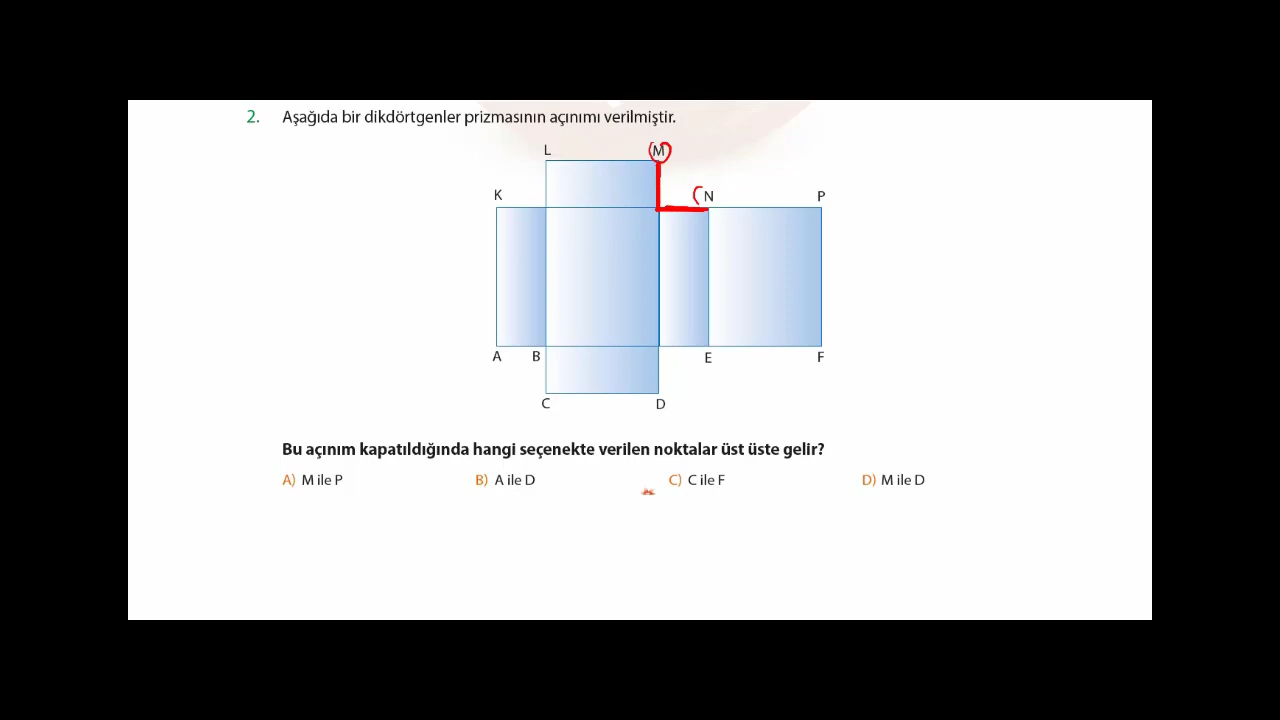 2. Aşağıda bir dikdörtgenler prizmasının açınımı verilmiştir.
L M
K N P
A B E F
C D
Bu açınım kapatıldığında hangi seçenekte verilen noktalar üst üste gelir?
A) M ile P B) A ile D C) C ile F D) M ile D